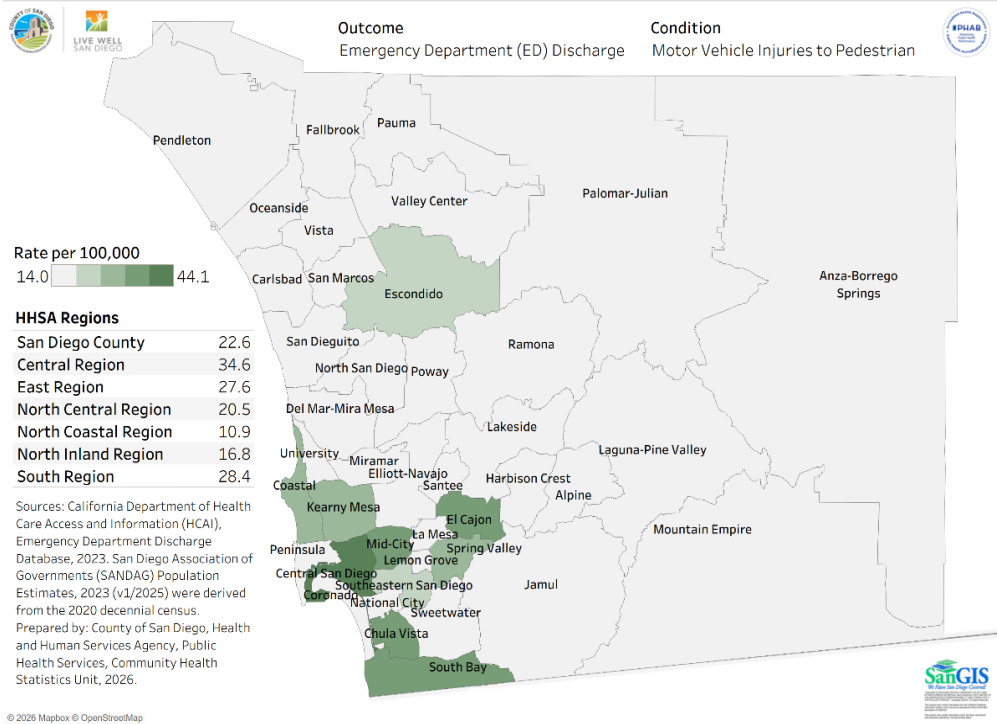 COUNTY OF SAN DIEGO
LIVE WELL
SAN DIEGO
Outcome
Emergency Department (ED) Discharge
Condition
Motor Vehicle Injuries to Pedestrian
PHAB
Pendleton
Fallbrook
Pauma
Palomar-Julian
Valley Center
Oceanside
Vista
Rate per 100,000
14.0
44.1
Carlsbad
San Marcos
Escondido
Anza-Borrego
Springs
HHSA Regions
San Diego County 22.6
Central Region 34.6
East Region 27.6
North Central Region 20.5
North Coastal Region 10.9
North Inland Region 16.8
South Region 28.4
San Dieguito
Ramona
North San Diego
Poway
Del Mar-Mira Mesa
Lakeside
University
Miramar
Elliott-Navajo
Santee
Harbison Crest
Laguna-Pine Valley
Coastal
Alpine
Kearny Mesa
El Cajon
Mountain Empire
La Mesa
Peninsula
Mid-City
Spring Valley
Lemon Grove
Central San Diego
Southeastern San Diego
Jamul
Coronado
National City
Sweetwater
Chula Vista
South Bay
Sources: California Department of Health
Care Access and Information (HCAI),
Emergency Department Discharge
Database, 2023. San Diego Association of
Governments (SANDAG) Population
Estimates, 2023 (v1/2025) were derived
from the 2020 decennial census.
Prepared by: County of San Diego, Health
and Human Services Agency, Public
Health Services, Community Health
Statistics Unit, 2026.
SanGIS
We Have San Diego Covered!
© 2026 Mapbox © OpenStreetMap